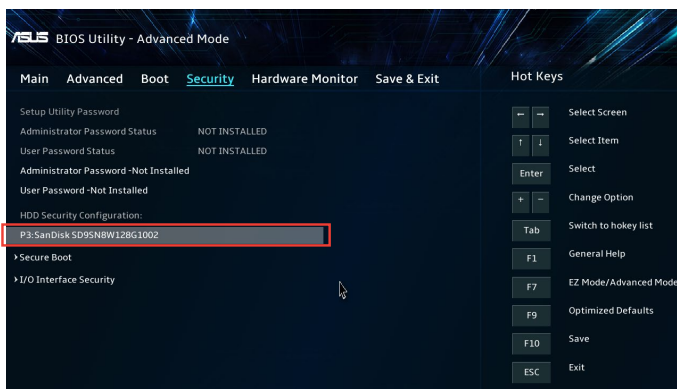 ASUS BIOS Utility - Advanced Mode
Main Advanced Boot Security Hardware Monitor Save & Exit
Setup Utility Password
Administrator Password Status NOT INSTALLED
User Password Status NOT INSTALLED
Administrator Password -Not Installed
User Password -Not Installed
HDD Security Configuration:
P3:SanDisk SD9SN8W128G1002
Secure Boot
I/O Interface Security
Hot Keys
← → Select Screen
↑ ↓ Select Item
Enter Select
+ - Change Option
Tab Switch to hokey list
F1 General Help
F7 EZ Mode/Advanced Mode
F9 Optimized Defaults
F10 Save
ESC Exit